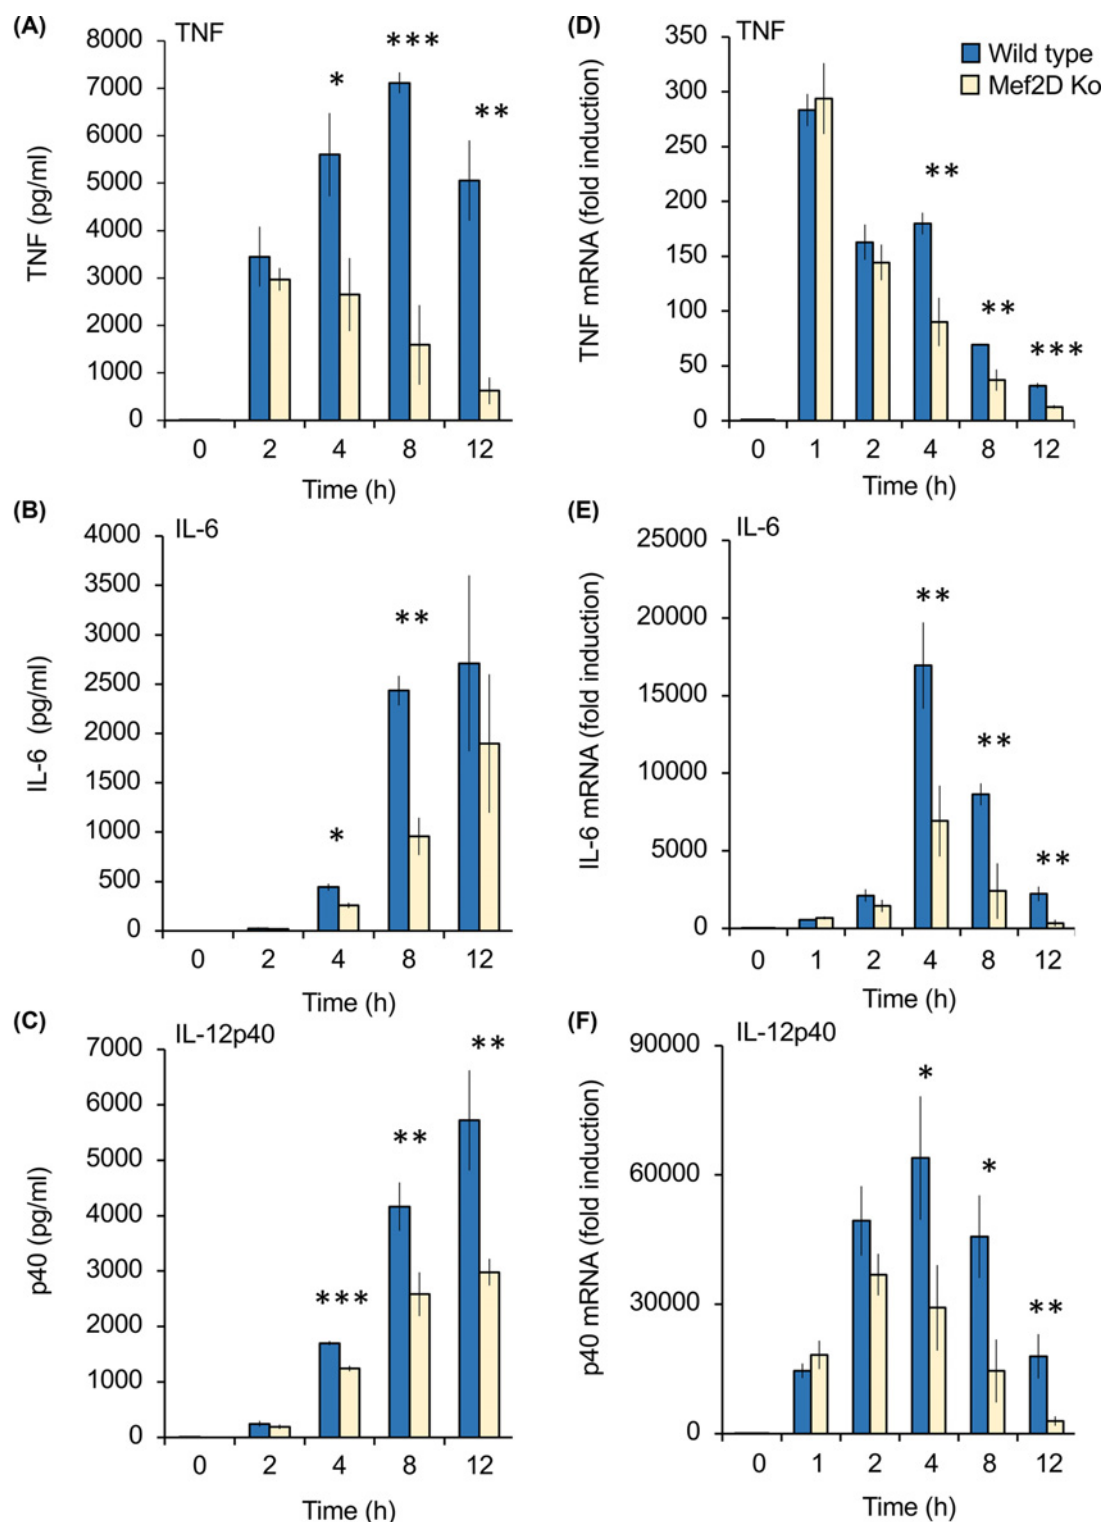 (A)
TNF
TNF (pg/ml)
8000
7000
6000
5000
4000
3000
2000
1000
0
*
***
**
0 2 4 8 12
Time (h)
(D)
TNF
Wild type
Mef2D Ko
TNF mRNA (fold induction)
350
300
250
200
150
100
50
0
**
**
***
0 1 2 4 8 12
Time (h)
(B)
IL-6
IL-6 (pg/ml)
4000
3500
3000
2500
2000
1500
1000
500
0
*
**
0 2 4 8 12
Time (h)
(E)
IL-6
IL-6 mRNA (fold induction)
25000
20000
15000
10000
5000
0
**
**
**
0 1 2 4 8 12
Time (h)
(C)
IL-12p40
p40 (pg/ml)
7000
6000
5000
4000
3000
2000
1000
0
***
**
**
0 2 4 8 12
Time (h)
(F)
IL-12p40
p40 mRNA (fold induction)
90000
60000
30000
0
*
*
**
0 1 2 4 8 12
Time (h)